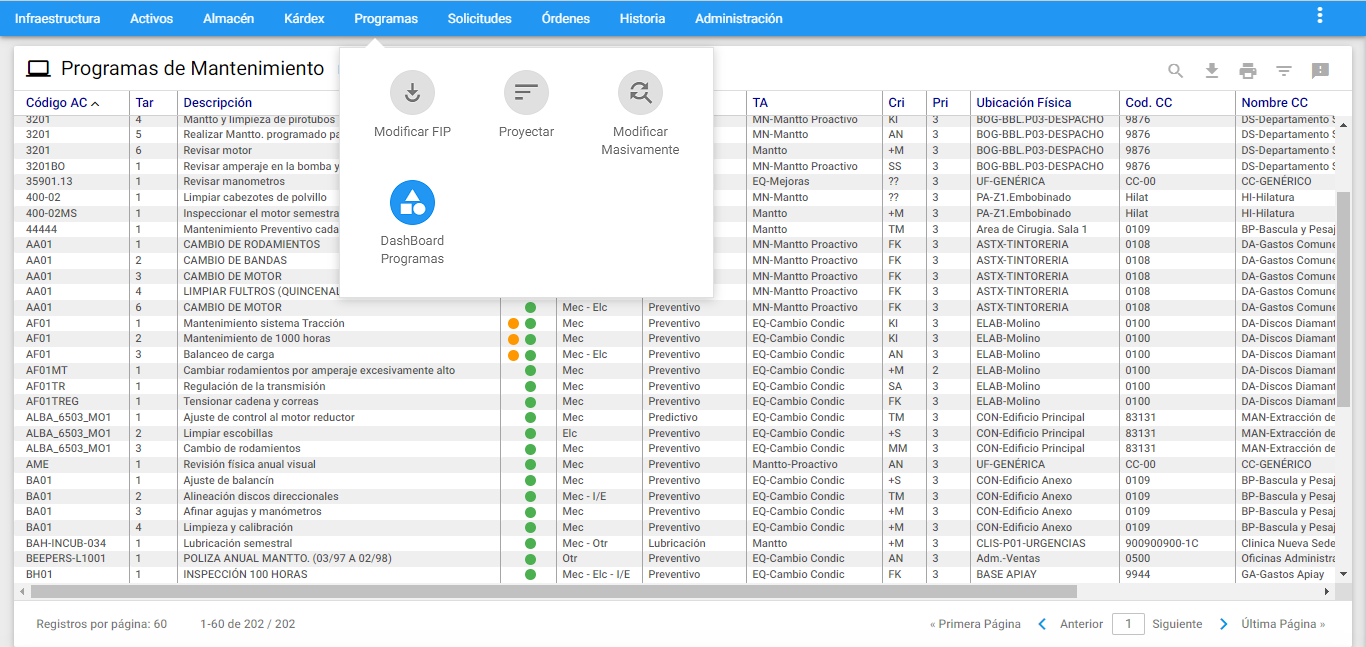 Infraestructura Activos Almacén Kárdex Programas Solicitudes Órdenes Historia Administración
Programas de Mantenimiento
Modificar FIP
Proyectar
Modificar
Masivamente
DashBoard
Programas
Código AC Tar Descripción TA Cri Pri Ubicación Física Cod. CC Nombre CC
3201 4 Mantto y limpieza de pirotubos MN-Mantto Proactivo KI 3 BOG-BBL.P03-DESPACHO 9876 DS-Departamento S
3201 5 Realizar Mantto. programado pa MN-Mantto AN 3 BOG-BBL.P03-DESPACHO 9876 DS-Departamento S
3201 6 Revisar motor Mantto +M 3 BOG-BBL.P03-DESPACHO 9876 DS-Departamento S
3201BO 1 Revisar amperaje en la bomba y MN-Mantto Proactivo SS 3 BOG-BBL.P03-DESPACHO 9876 DS-Departamento S
35901.13 1 Revisar manometros EQ-Mejoras ?? 3 UF-GENÉRICA CC-00 CC-GENÉRICO
400-02 1 Limpiar cabezotes de polvillo MN-Mantto ?? 3 PA-Z1.Embobinado Hilat HI-Hilatura
400-02MS 1 Inspeccionar el motor semestra Mantto +M 3 PA-Z1.Embobinado Hilat HI-Hilatura
44444 1 Mantenimiento Preventivo cada Mantto TM 3 Area de Cirugia. Sala 1 0109 BP-Bascula y Pesaj
AA01 1 CAMBIO DE RODAMIENTOS MN-Mantto Proactivo FK 3 ASTX-TINTORERIA 0108 DA-Gastos Comune
AA01 2 CAMBIO DE BANDAS MN-Mantto Proactivo FK 3 ASTX-TINTORERIA 0108 DA-Gastos Comune
AA01 3 CAMBIO DE MOTOR MN-Mantto Proactivo FK 3 ASTX-TINTORERIA 0108 DA-Gastos Comune
AA01 4 LIMPIAR FULTROS (QUINCENAL MN-Mantto Proactivo FK 3 ASTX-TINTORERIA 0108 DA-Gastos Comune
AA01 6 CAMBIO DE MOTOR Mec - Elc Preventivo MN-Mantto Proactivo FK 3 ASTX-TINTORERIA 0108 DA-Gastos Comune
AF01 1 Mantenimiento sistema Tracción Mec Preventivo EQ-Cambio Condic KI 3 ELAB-Molino 0100 DA-Discos Diamant
AF01 2 Mantenimiento de 1000 horas Mec Preventivo EQ-Cambio Condic KI 3 ELAB-Molino 0100 DA-Discos Diamant
AF01 3 Balanceo de carga Mec - Elc Preventivo EQ-Cambio Condic AN 3 ELAB-Molino 0100 DA-Discos Diamant
AF01MT 1 Cambiar rodamientos por amperaje excesivamente alto Mec Preventivo EQ-Cambio Condic +M 2 ELAB-Molino 0100 DA-Discos Diamant
AF01TR 1 Regulación de la transmisión Mec Preventivo EQ-Cambio Condic SA 3 ELAB-Molino 0100 DA-Discos Diamant
AF01TREG 1 Tensionar cadena y correas Mec Preventivo EQ-Cambio Condic FK 3 ELAB-Molino 0100 DA-Discos Diamant
ALBA_6503_MO1 1 Ajuste de control al motor reductor Mec Predictivo EQ-Cambio Condic TM 3 CON-Edificio Principal 83131 MAN-Extracción de
ALBA_6503_MO1 2 Limpiar escobillas Elc Preventivo EQ-Cambio Condic +S 3 CON-Edificio Principal 83131 MAN-Extracción de
ALBA_6503_MO1 3 Cambio de rodamientos Mec Preventivo EQ-Cambio Condic MM 3 CON-Edificio Principal 83131 MAN-Extracción de
AME 1 Revisión física anual visual Mec Preventivo Mantto-Proactivo AN 3 UF-GENÉRICA CC-00 CC-GENÉRICO
BA01 1 Ajuste de balancín Mec Preventivo EQ-Cambio Condic +S 3 CON-Edificio Anexo 0109 BP-Bascula y Pesaj
BA01 2 Alineación discos direccionales Mec - I/E Preventivo EQ-Cambio Condic TM 3 CON-Edificio Anexo 0109 BP-Bascula y Pesaj
BA01 3 Afinar agujas y manómetros Mec Preventivo EQ-Cambio Condic +M 3 CON-Edificio Anexo 0109 BP-Bascula y Pesaj
BA01 4 Limpieza y calibración Mec Preventivo EQ-Cambio Condic +M 3 CON-Edificio Anexo 0109 BP-Bascula y Pesaj
BAH-INCUB-034 1 Lubricación semestral Mec - Otr Lubricación Mantto +M 3 CLIS-P01-URGENCIAS 900900900-1C Clinica Nueva Sede
BEEPERS-L1001 1 POLIZA ANUAL MANTTO. (03/97 A 02/98) Otr Preventivo EQ-Cambio Condic AN 3 Adm.-Ventas 0500 Oficinas Administra
BH01 1 INSPECCIÓN 100 HORAS Mec - Elc - I/E Preventivo EQ-Cambio Condic FK 3 BASE APIAY 9944 GA-Gastos Apiay
Registros por página: 60 1-60 de 202 / 202 « Primera Página Anterior 1 Siguiente Última Página »